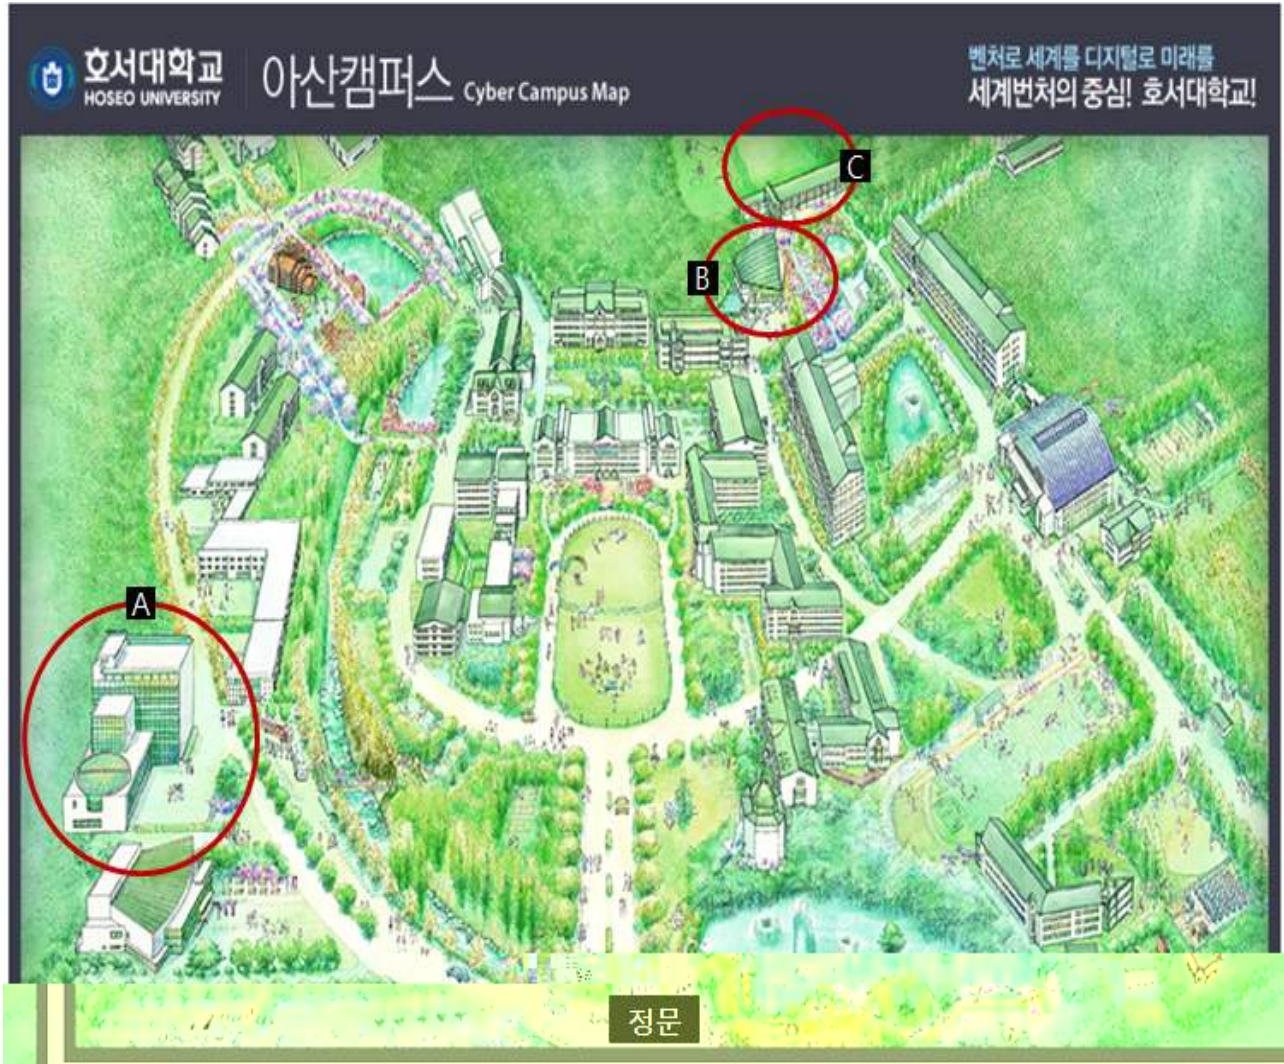 호서대학교
HOSEO UNIVERSITY
아산캠퍼스 Cyber Campus Map
벤처로 세계를 디지털로 미래를
세계벤처의 중심! 호서대학교!
C
B
A
정문